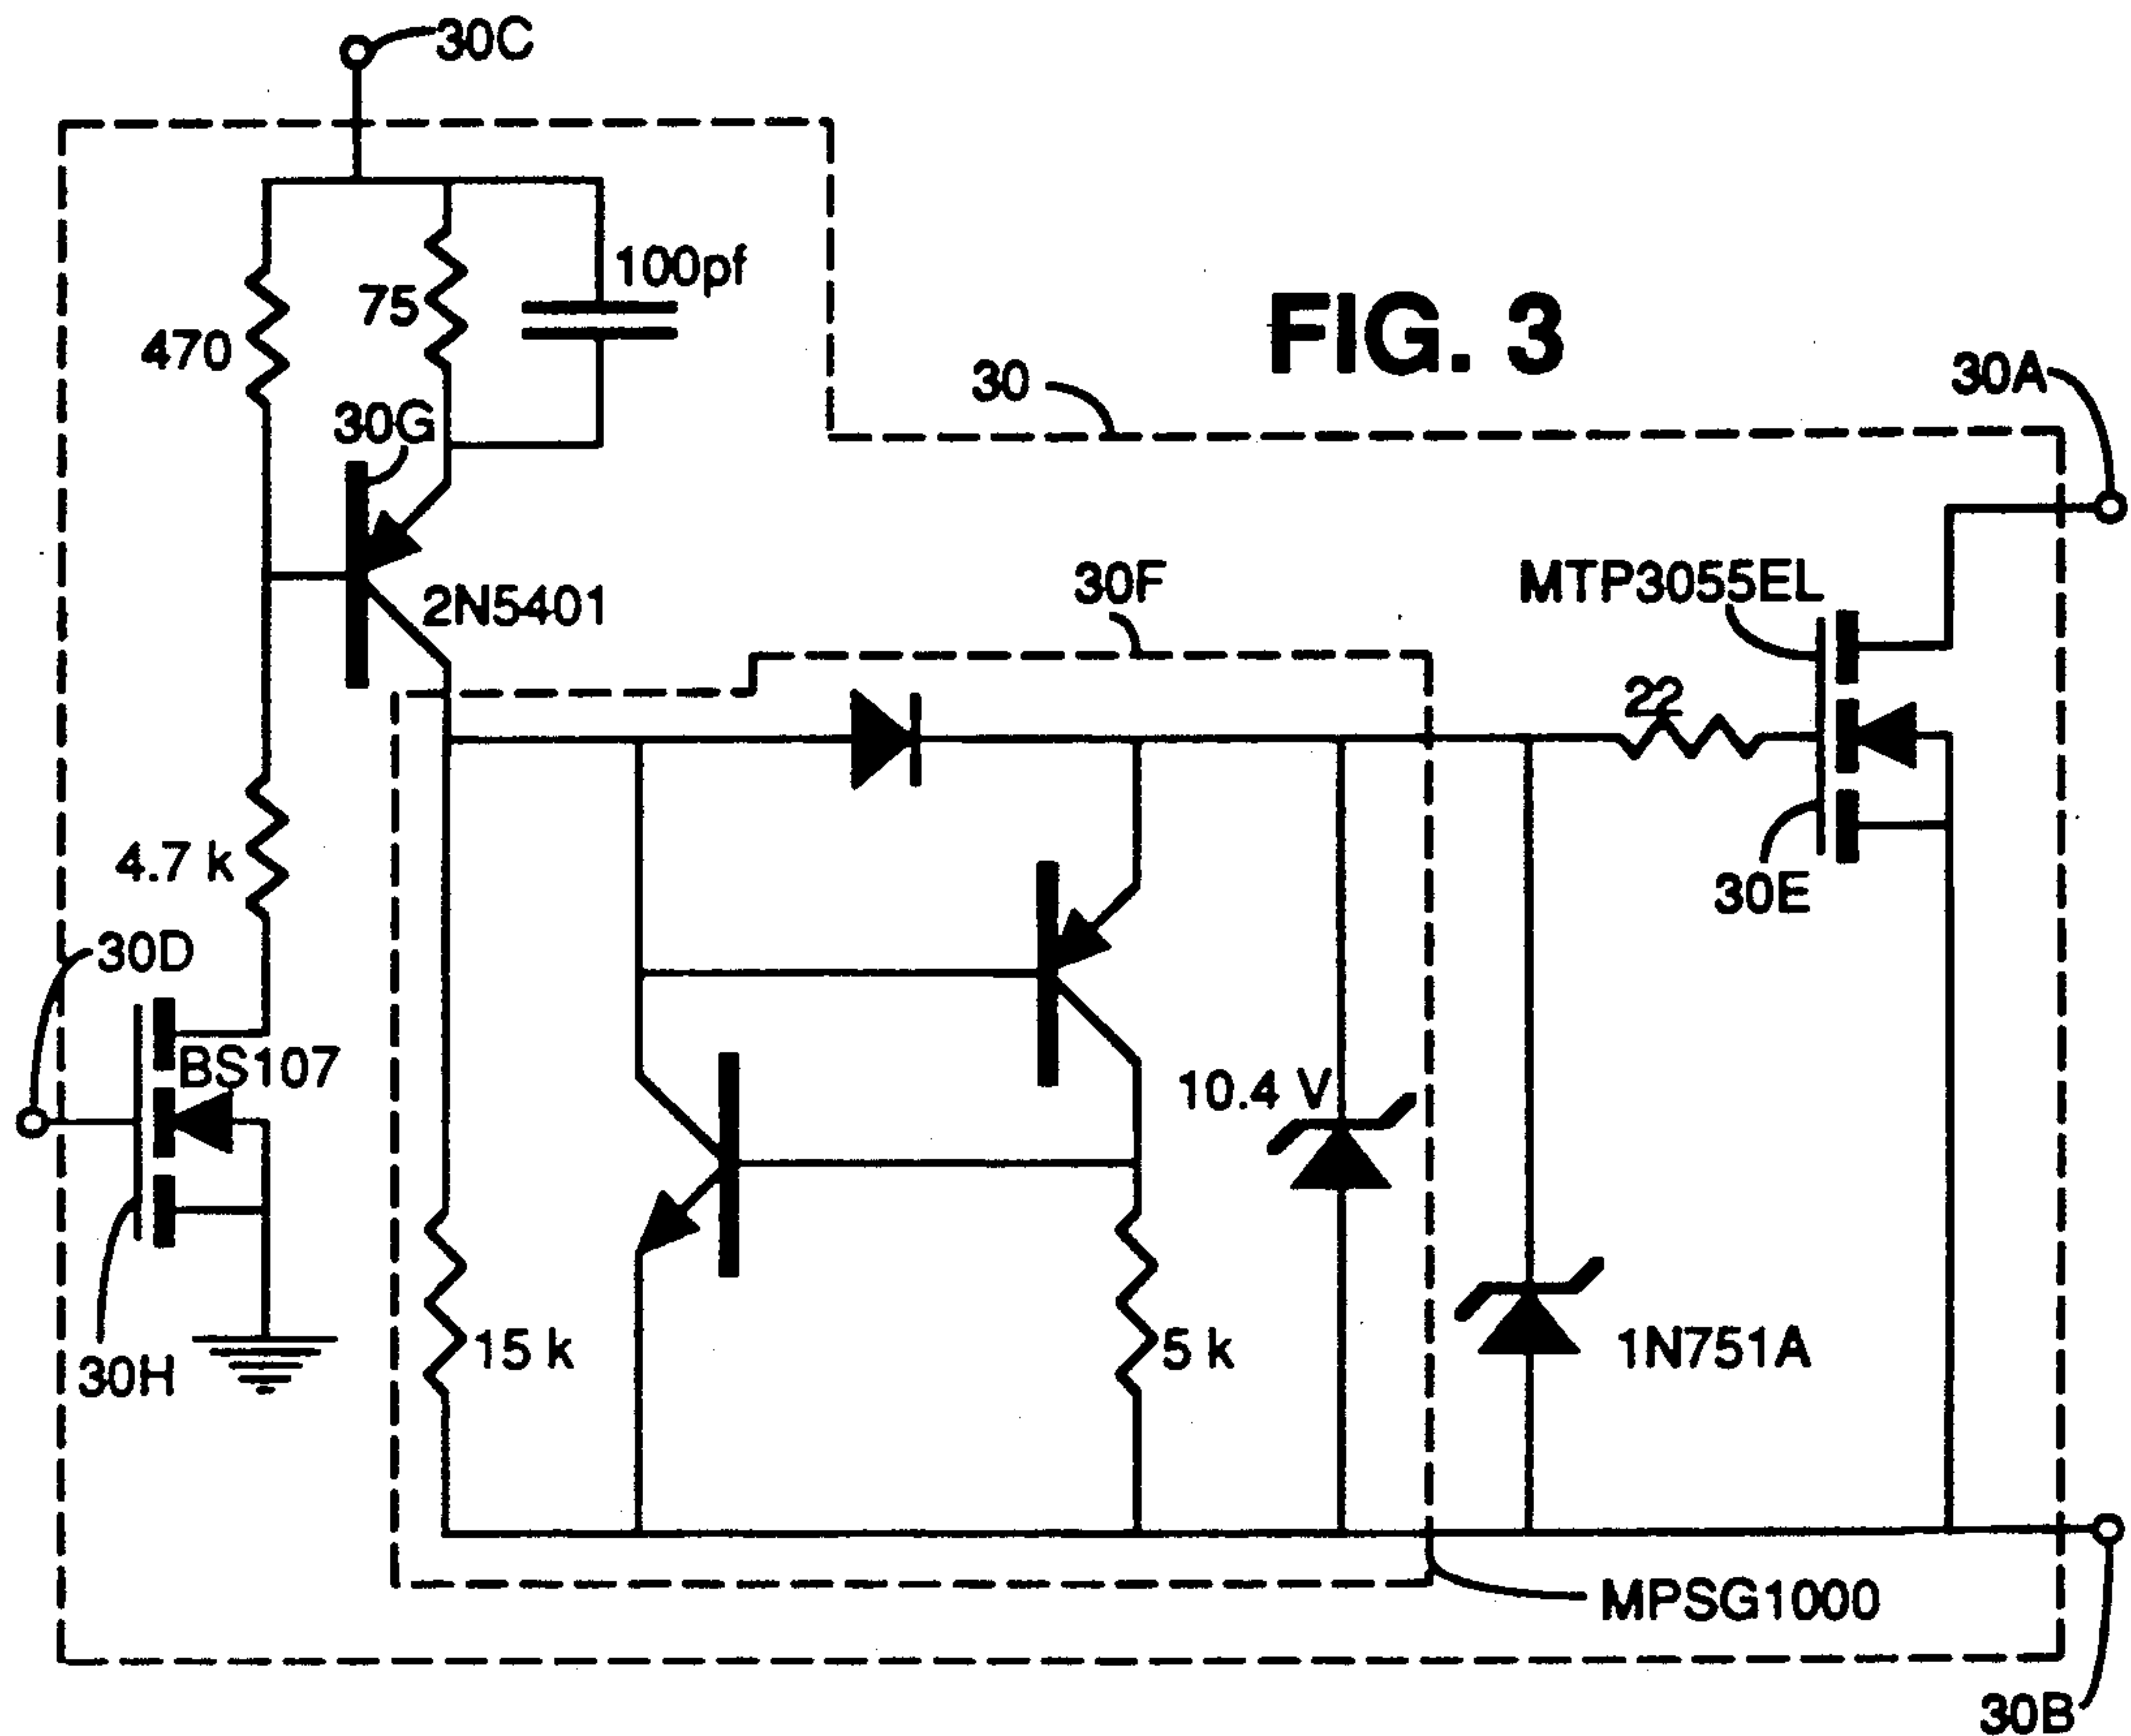 30C
100pf
75
470
FIG. 3
30
30A
30G
2N5401
30F
MTP3055EL
22
4.7 k
30E
30D
BS107
10.4 V
30H
15 k
5 k
1N751A
MPSG1000
30B